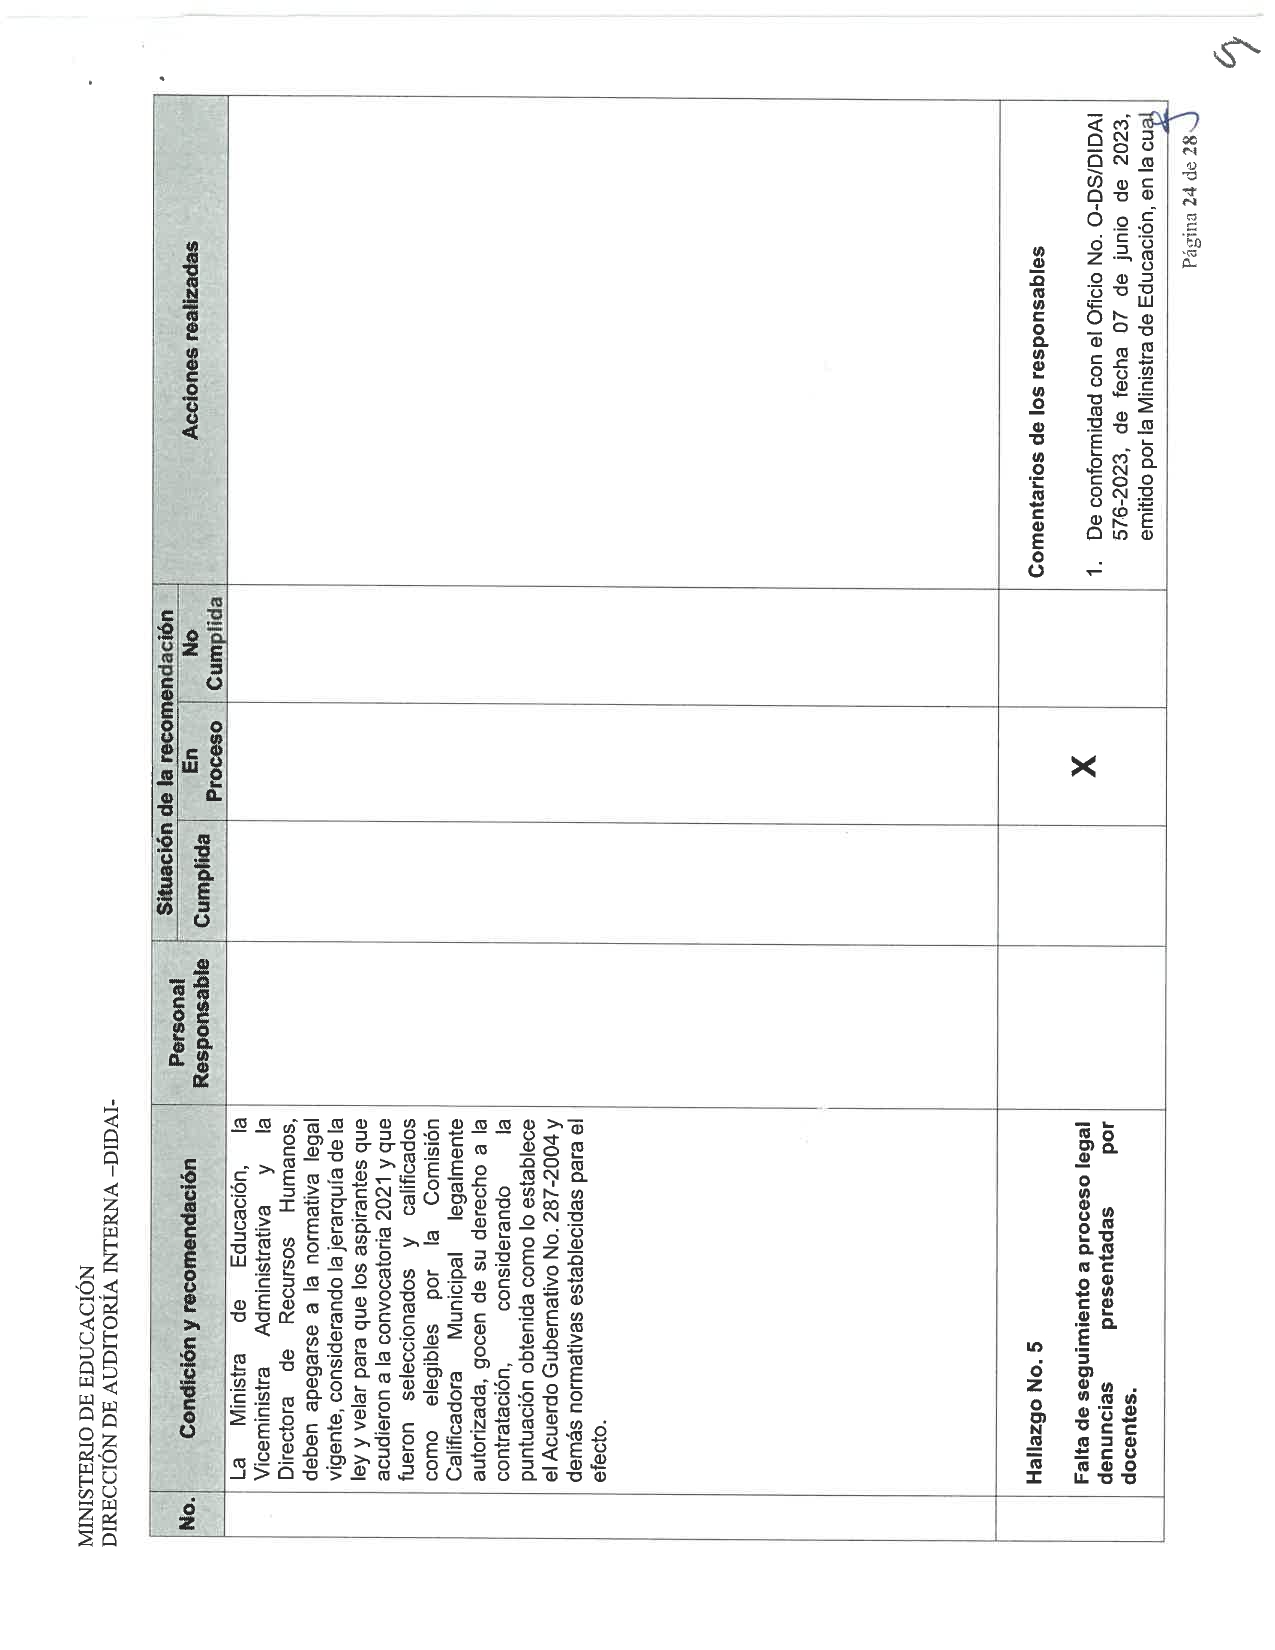 MINISTERIO DE EDUCACIÓN
DIRECCIÓN DE AUDITORÍA INTERNA –DIDAI-
No.
Condición y recomendación
Personal
Responsable
Situación de la recomendación
Cumplida
En
Proceso
No
Cumplida
Acciones realizadas
La Ministra de Educación, la
Viceministra Administrativa y la
Directora de Recursos Humanos,
deben apegarse a la normativa legal
vigente, considerando la jerarquía de la
ley y velar para que los aspirantes que
acudieron a la convocatoria 2021 y que
fueron seleccionados y calificados
como elegibles por la Comisión
Calificadora Municipal legalmente
autorizada, gocen de su derecho a la
contratación, considerando la
puntuación obtenida como lo establece
el Acuerdo Gubernativo No. 287-2004 y
demás normativas establecidas para el
efecto.
Hallazgo No. 5
Falta de seguimiento a proceso legal
denuncias presentadas por
docentes.
X
Comentarios de los responsables
1. De conformidad con el Oficio No. O-DS/DIDAI
576-2023, de fecha 07 de junio de 2023,
emitido por la Ministra de Educación, en la cual
Página 24 de 28